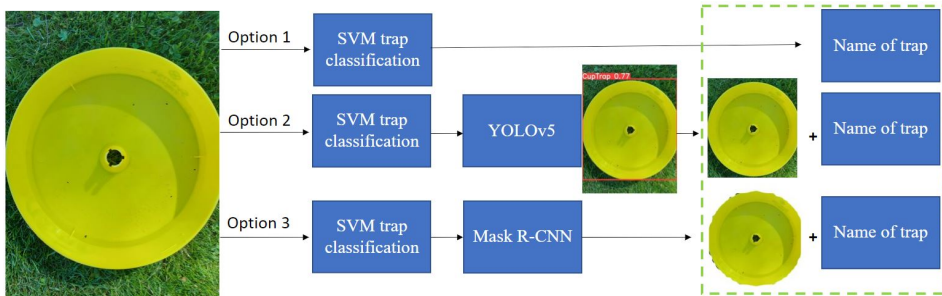 Option 1
SVM trap
classification
Name of trap
Option 2
SVM trap
classification
YOLOv5
CupTrap 0.77
+
Name of trap
Option 3
SVM trap
classification
Mask R-CNN
+
Name of trap